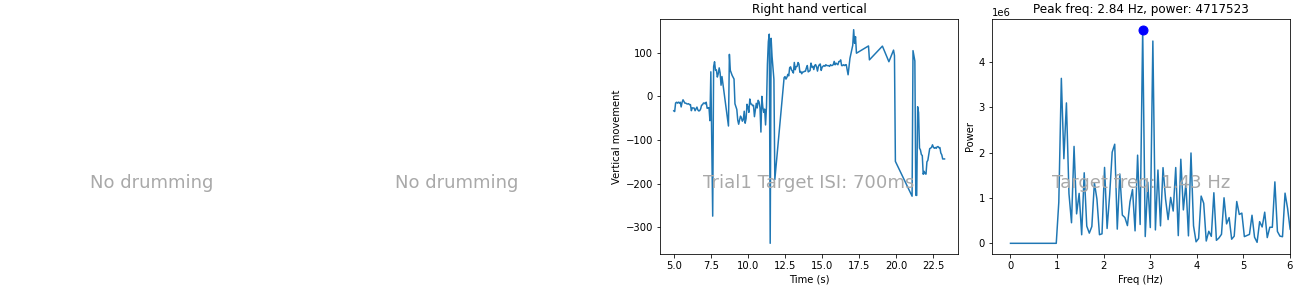 No drumming
No drumming
Right hand vertical
Vertical movement
100
0
−100
−200
−300
Trial1 Target ISI: 700ms
5.0 7.5 10.0 12.5 15.0 17.5 20.0 22.5
Time (s)
Peak freq: 2.84 Hz, power: 4717523
1e6
Power
4
3
2
1
0
Target freq: 1.43 Hz
0 1 2 3 4 5 6
Freq (Hz)